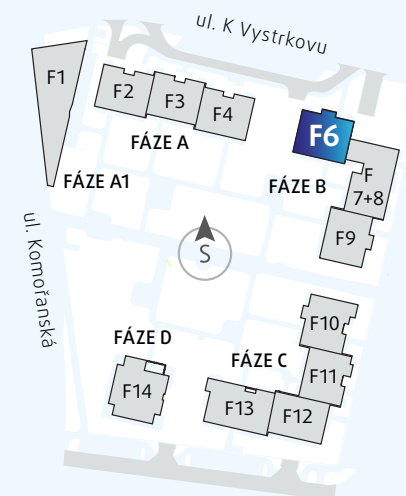 ul. K Vystrkovu
F1
F2
F3
F4
F6
FÁZE A
F
7+8
FÁZE A1
FÁZE B
F9
ul. Komořanská
S
F10
FÁZE D
FÁZE C
F11
F14
F13
F12